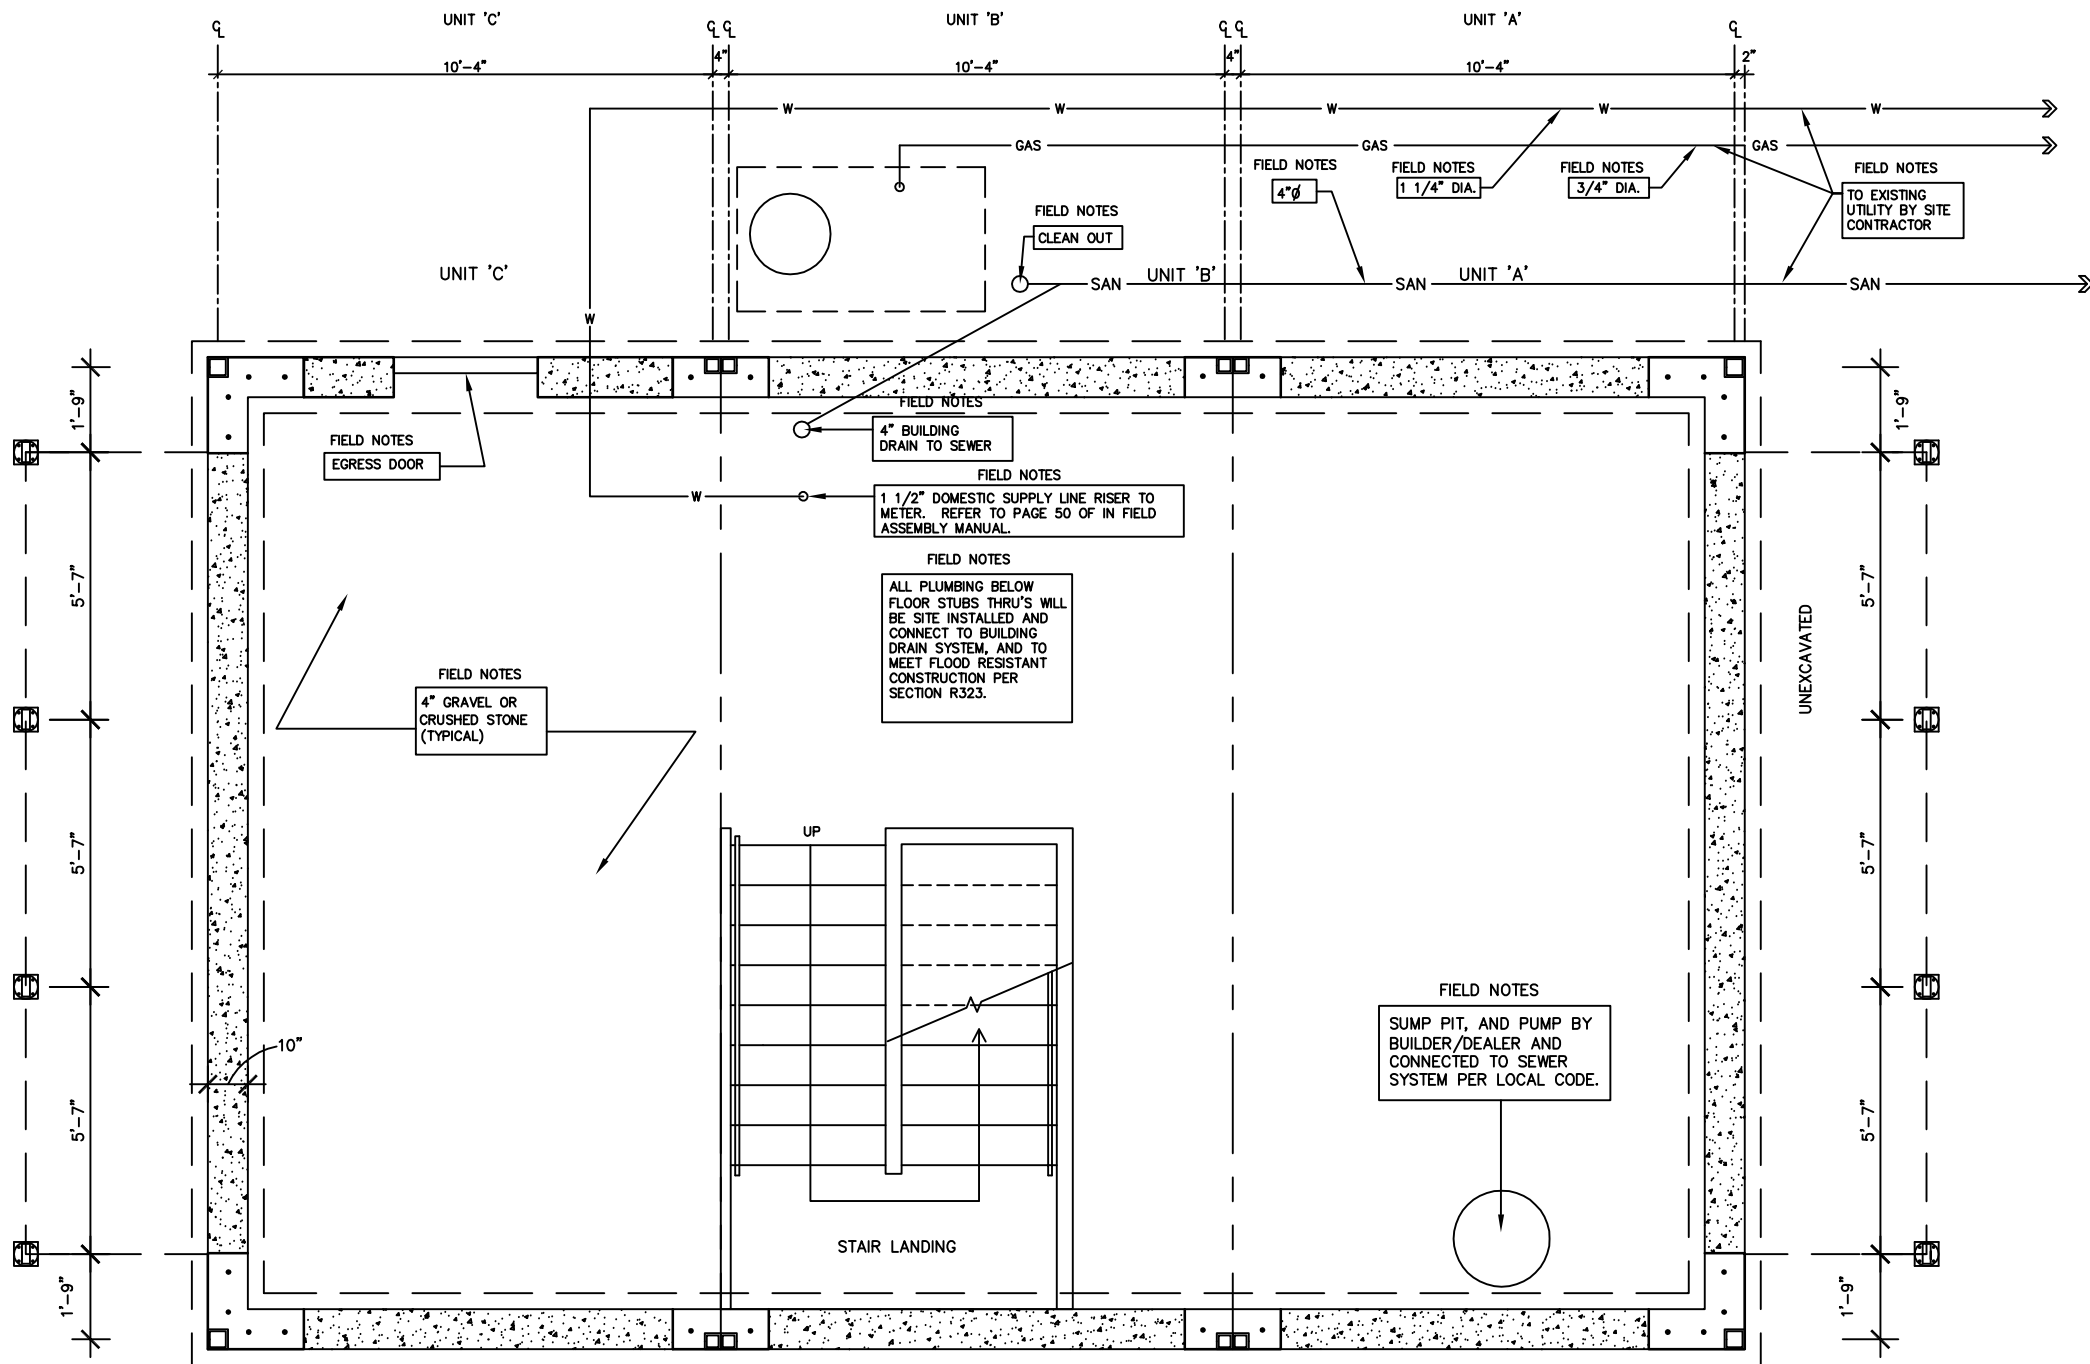 UNIT 'C'
UNIT 'B'
UNIT 'A'
℄
℄
℄
℄
℄
℄
10'-4"
4"
10'-4"
4"
10'-4"
2"
W
W
W
W
W
GAS
GAS
GAS
FIELD NOTES
4"Ø
FIELD NOTES
1 1/4" DIA.
FIELD NOTES
3/4" DIA.
FIELD NOTES
TO EXISTING
UTILITY BY SITE
CONTRACTOR
FIELD NOTES
CLEAN OUT
UNIT 'C'
UNIT 'B'
UNIT 'A'
SAN
SAN
SAN
W
1'-9"
1'-9"
FIELD NOTES
EGRESS DOOR
FIELD NOTES
4" BUILDING
DRAIN TO SEWER
W
FIELD NOTES
1 1/2" DOMESTIC SUPPLY LINE RISER TO
METER. REFER TO PAGE 50 OF IN FIELD
ASSEMBLY MANUAL.
FIELD NOTES
ALL PLUMBING BELOW
FLOOR STUBS THRU'S WILL
BE SITE INSTALLED AND
CONNECT TO BUILDING
DRAIN SYSTEM, AND TO
MEET FLOOD RESISTANT
CONSTRUCTION PER
SECTION R323.
5'-7"
5'-7"
UNEXCAVATED
FIELD NOTES
4" GRAVEL OR
CRUSHED STONE
(TYPICAL)
5'-7"
5'-7"
UP
FIELD NOTES
SUMP PIT, AND PUMP BY
BUILDER/DEALER AND
CONNECTED TO SEWER
SYSTEM PER LOCAL CODE.
10"
5'-7"
5'-7"
STAIR LANDING
1'-9"
1'-9"